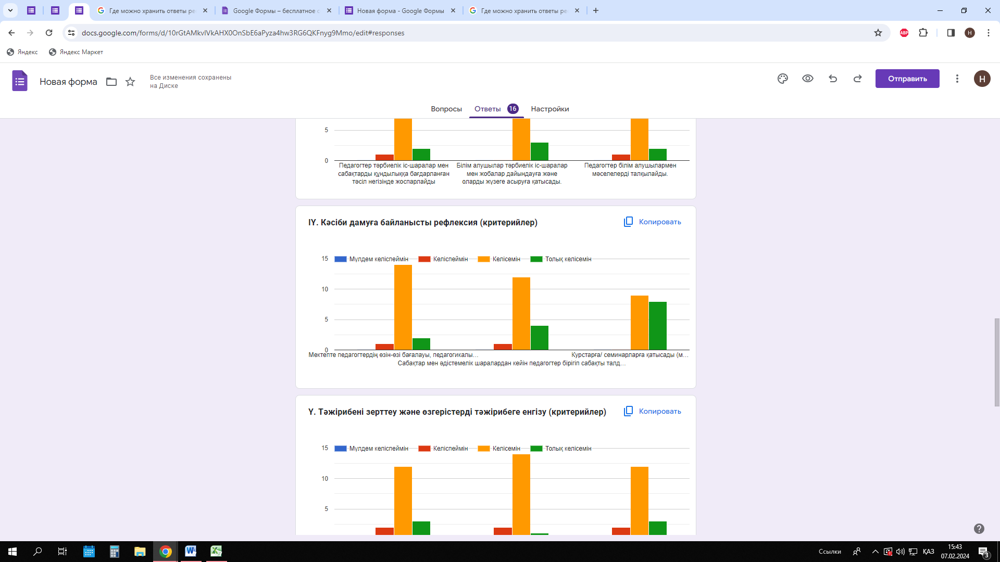 Где можно хранить ответы ре
Google Формы – бесплатное с
Новая форма - Google Формы
Где можно хранить ответы ре
docs.google.com/forms/d/10rGtAMkvlVkAHX0OnSbE6aPyza4hw3RG6QKFnyg9Mmo/edit#responses
ABP
H
Яндекс
Яндекс Маркет
Новая форма
Все изменения сохранены
на Диске
Отправить
H
Вопросы
Ответы 16
Настройки
5
0
Педагогтер тәрбиелік іс-шаралар мен
сабақтарды құндылыққа бағдарланған
тәсіл негізінде жоспарлайды
Білім алушылар тәрбиелік іс-шаралар
мен жобалар дайындауға және
оларды жүзеге асыруға қатысады.
Педагогтер білім алушылармен
мәселелерді талқылайды.
IY. Кәсіби дамуға байланысты рефлексия (критерийлер)
Копировать
15
Мүлдем келіспеймін
Келіспеймін
Келісемін
Толық келісемін
10
5
0
Мектепте педагогтердің өзін-өзі бағалауы, педагогикалы…
Сабақтар мен әдістемелік шаралардан кейін педагогтер бірігіп сабақты талд…
Курстарға/ семинарларға қатысады (м…
Y. Тәжірибені зерттеу және өзгерістерді тәжірибеге енгізу (критерийлер)
Копировать
15
Мүлдем келіспеймін
Келіспеймін
Келісемін
Толық келісемін
10
5
Ссылки
ҚАЗ
15:43
07.02.2024
3